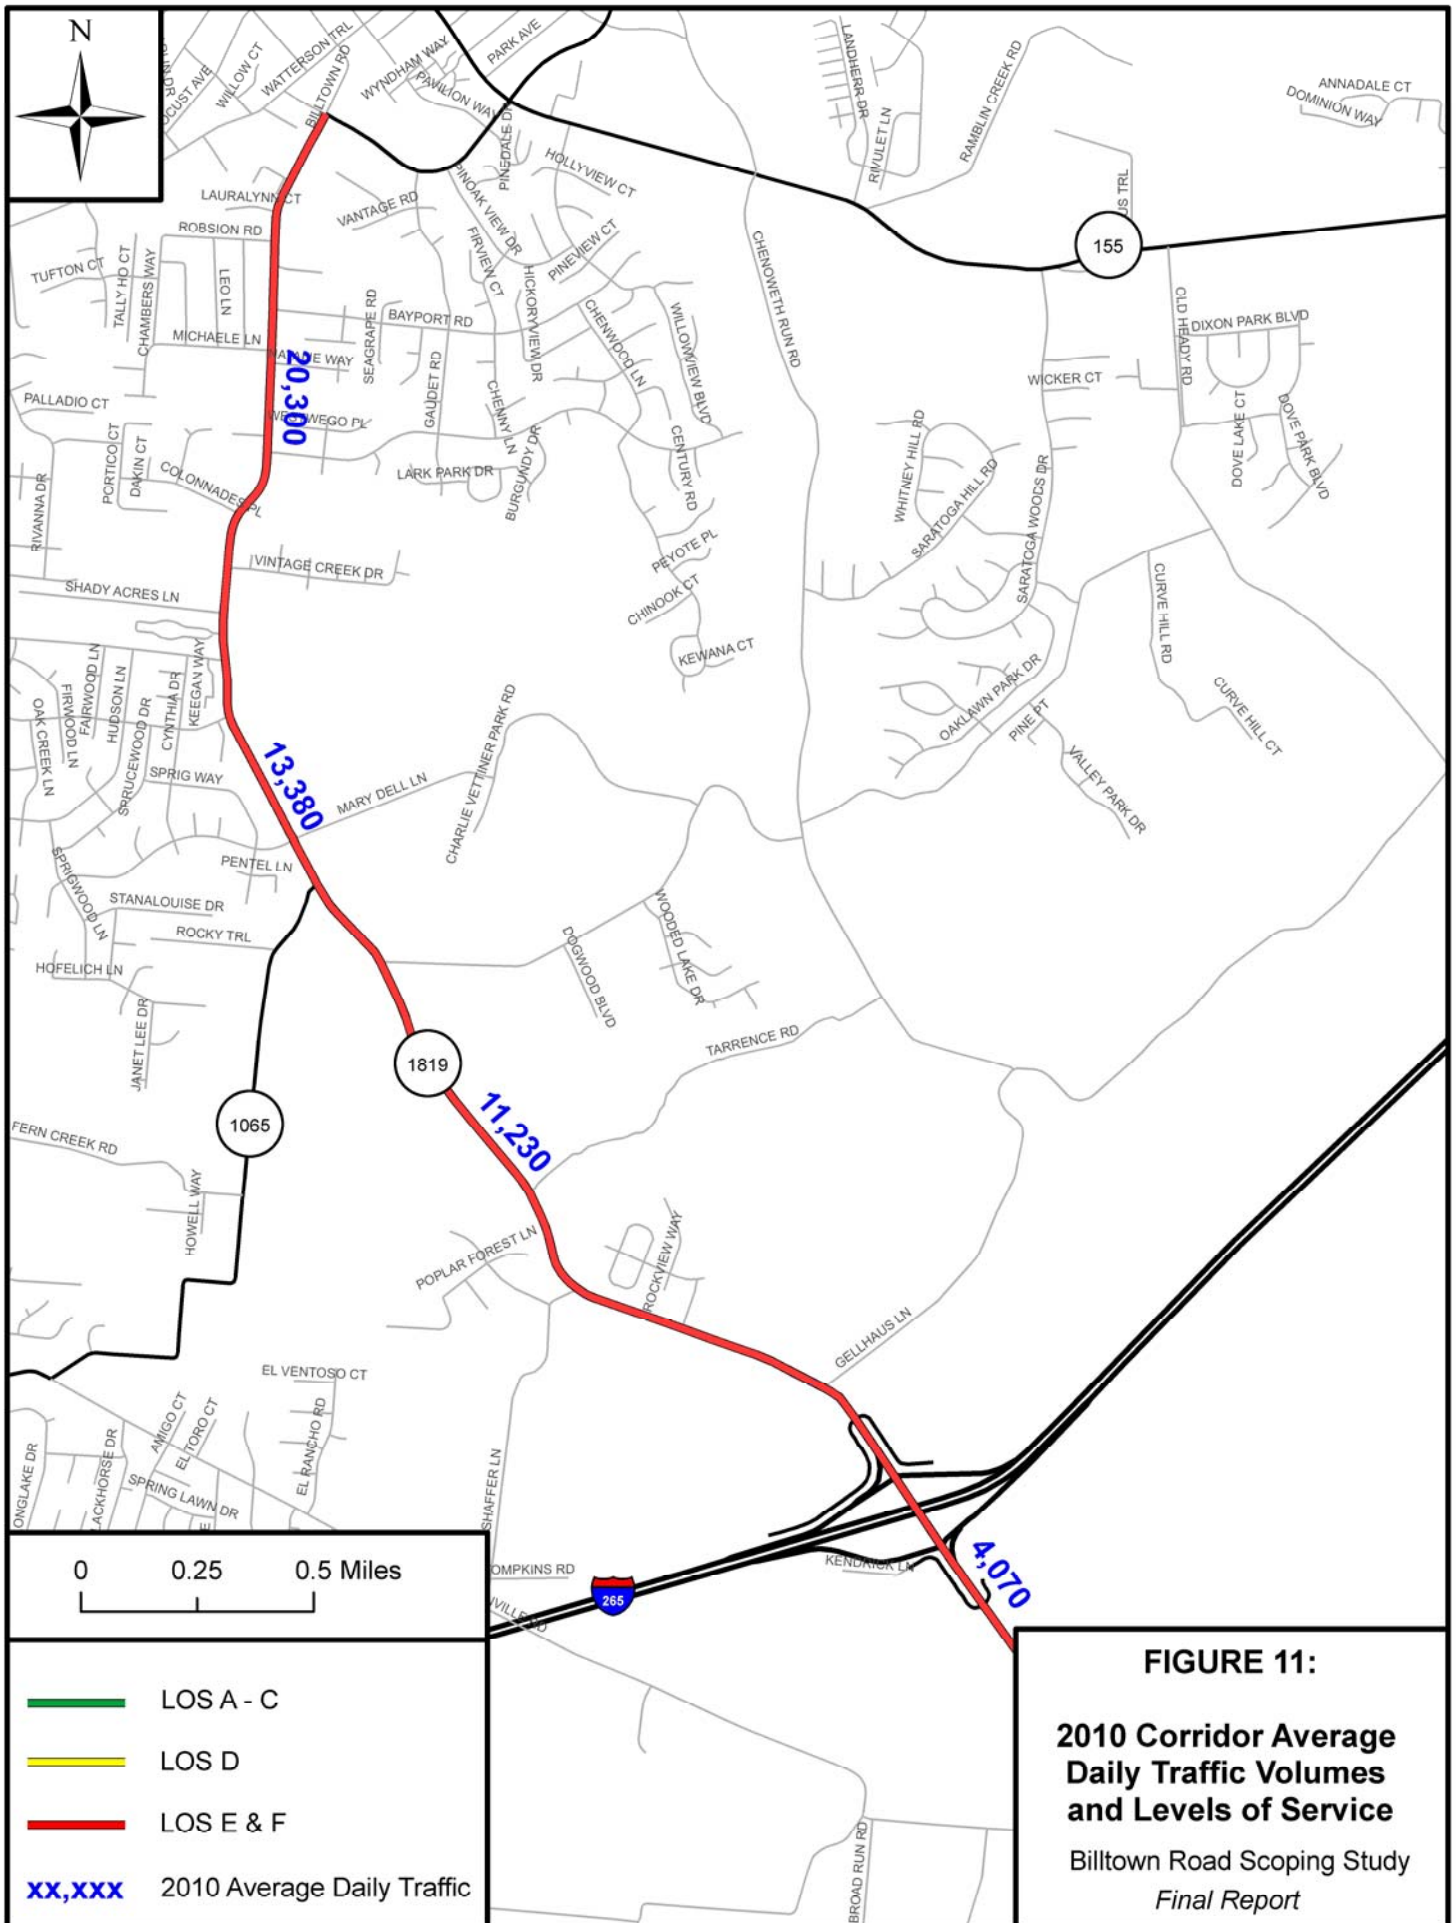 N
WILLOW CT
WATTERSON TRL
BILLTOWN RD
WYNDHAM WAY
PARK AVE
PAVILION WAY
PINEDALE DR
HOLLYVIEW CT
LANDHERR DR
RIVULET LN
RAMBLIN CREEK RD
ANNADALE CT
DOMINION WAY
LAURALYNN CT
VANTAGE RD
PINOAK VIEW DR
ROBSION RD
FIRVIEW CT
PINEVIEW CT
CHENOWETH RUN RD
155
TUFTON CT
TALLY HO CT
CHAMBERS WAY
LEO LN
SEAGRAPE RD
BAYPORT RD
HICKORYVIEW DR
CHENWOOD LN
WILLOWVIEW BLVD
OLD HEADY RD
DIXON PARK BLVD
MICHAELE LN
NATALIE WAY
20,300
GAUDET RD
CHENNY LN
WICKER CT
PALLADIO CT
WESTWEGO PL
DOVE LAKE CT
DOVE PARK BLVD
PORTICO CT
DAKIN CT
COLONNADES PL
LARK PARK DR
BURGUNDY DR
CENTURY RD
WHITNEY HILL RD
SARATOGA HILL RD
SARATOGA WOODS DR
RIVANNA DR
VINTAGE CREEK DR
PEYOTE PL
SHADY ACRES LN
CHINOOK CT
CURVE HILL RD
KEWANA CT
OAK CREEK LN
FIRWOOD LN
FAIRWOOD LN
HUDSON LN
SPRUCEWOOD DR
CYNTHIA DR
KEEGAN WAY
OAKLAWN PARK DR
PINE PT
CURVE HILL CT
SPRIG WAY
13,380
MARY DELL LN
CHARLIE VETTINER PARK RD
VALLEY PARK DR
SPRIGWOOD LN
PENTEL LN
STANALOUISE DR
ROCKY TRL
HOFELICH LN
DOGWOOD BLVD
WOODED LAKE DR
JANET LEE DR
TARRENCE RD
1819
1065
11,230
FERN CREEK RD
HOWELL WAY
POPLAR FOREST LN
ROCKVIEW WAY
GELLHAUS LN
EL VENTOSO CT
AMIGO CT
EL TORO CT
EL RANCHO RD
ONGLAKE DR
LACKHORSE DR
SPRING LAWN DR
SHAFFER LN
OMPKINS RD
KENDRICK LN
4,070
265
BROAD RUN RD
0 0.25 0.5 Miles
LOS A - C
LOS D
LOS E & F
xx,xxx 2010 Average Daily Traffic
FIGURE 11:
2010 Corridor Average
Daily Traffic Volumes
and Levels of Service
Billtown Road Scoping Study
Final Report